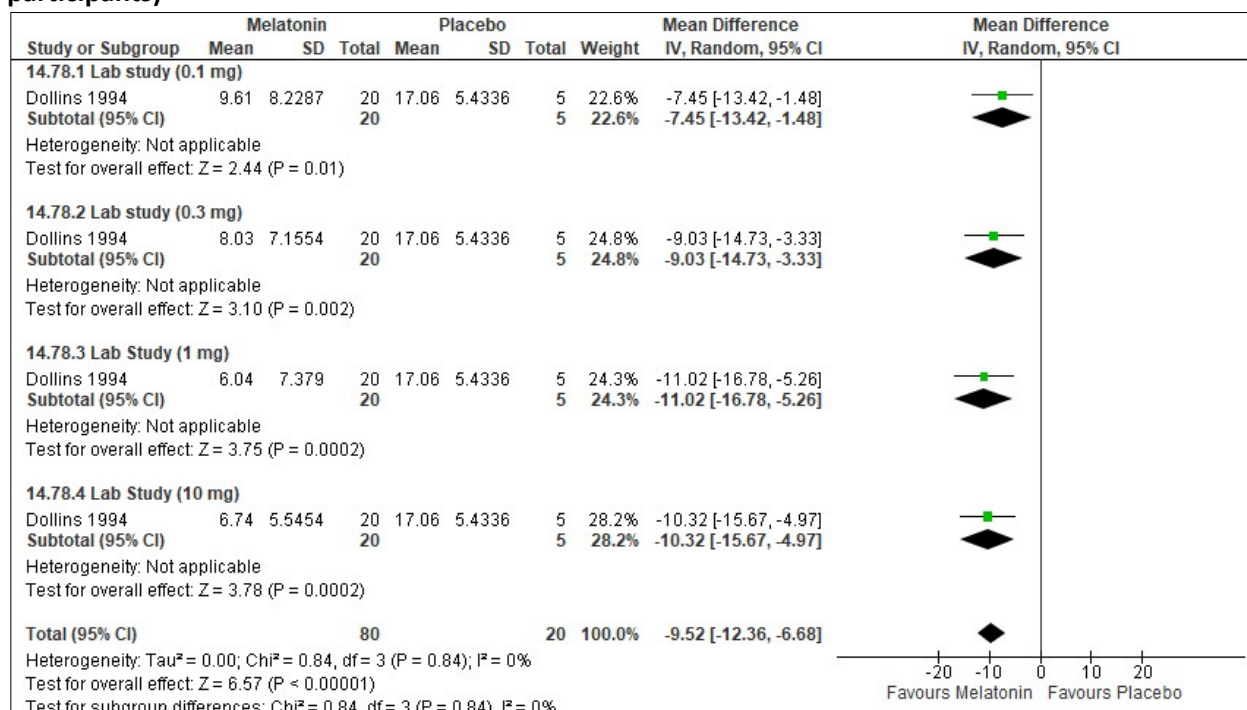 participants)
Melatonin Placebo Mean Difference Mean Difference
Study or Subgroup Mean SD Total Mean SD Total Weight IV, Random, 95% CI IV, Random, 95% CI
14.78.1 Lab study (0.1 mg)
Dollins 1994 9.61 8.2287 20 17.06 5.4336 5 22.6% -7.45 [-13.42, -1.48]
Subtotal (95% CI) 20 5 22.6% -7.45 [-13.42, -1.48]
Heterogeneity: Not applicable
Test for overall effect: Z = 2.44 (P = 0.01)
14.78.2 Lab study (0.3 mg)
Dollins 1994 8.03 7.1554 20 17.06 5.4336 5 24.8% -9.03 [-14.73, -3.33]
Subtotal (95% CI) 20 5 24.8% -9.03 [-14.73, -3.33]
Heterogeneity: Not applicable
Test for overall effect: Z = 3.10 (P = 0.002)
14.78.3 Lab Study (1 mg)
Dollins 1994 6.04 7.379 20 17.06 5.4336 5 24.3% -11.02 [-16.78, -5.26]
Subtotal (95% CI) 20 5 24.3% -11.02 [-16.78, -5.26]
Heterogeneity: Not applicable
Test for overall effect: Z = 3.75 (P = 0.0002)
14.78.4 Lab Study (10 mg)
Dollins 1994 6.74 5.5454 20 17.06 5.4336 5 28.2% -10.32 [-15.67, -4.97]
Subtotal (95% CI) 20 5 28.2% -10.32 [-15.67, -4.97]
Heterogeneity: Not applicable
Test for overall effect: Z = 3.78 (P = 0.0002)
Total (95% CI) 80 20 100.0% -9.52 [-12.36, -6.68]
Heterogeneity: Tau² = 0.00; Chi² = 0.84, df = 3 (P = 0.84); I² = 0%
Test for overall effect: Z = 6.57 (P < 0.00001)
Test for subgroup differences: Chi² = 0.84, df = 3 (P = 0.84), I² = 0%
-20 -10 0 10 20
Favours Melatonin Favours Placebo